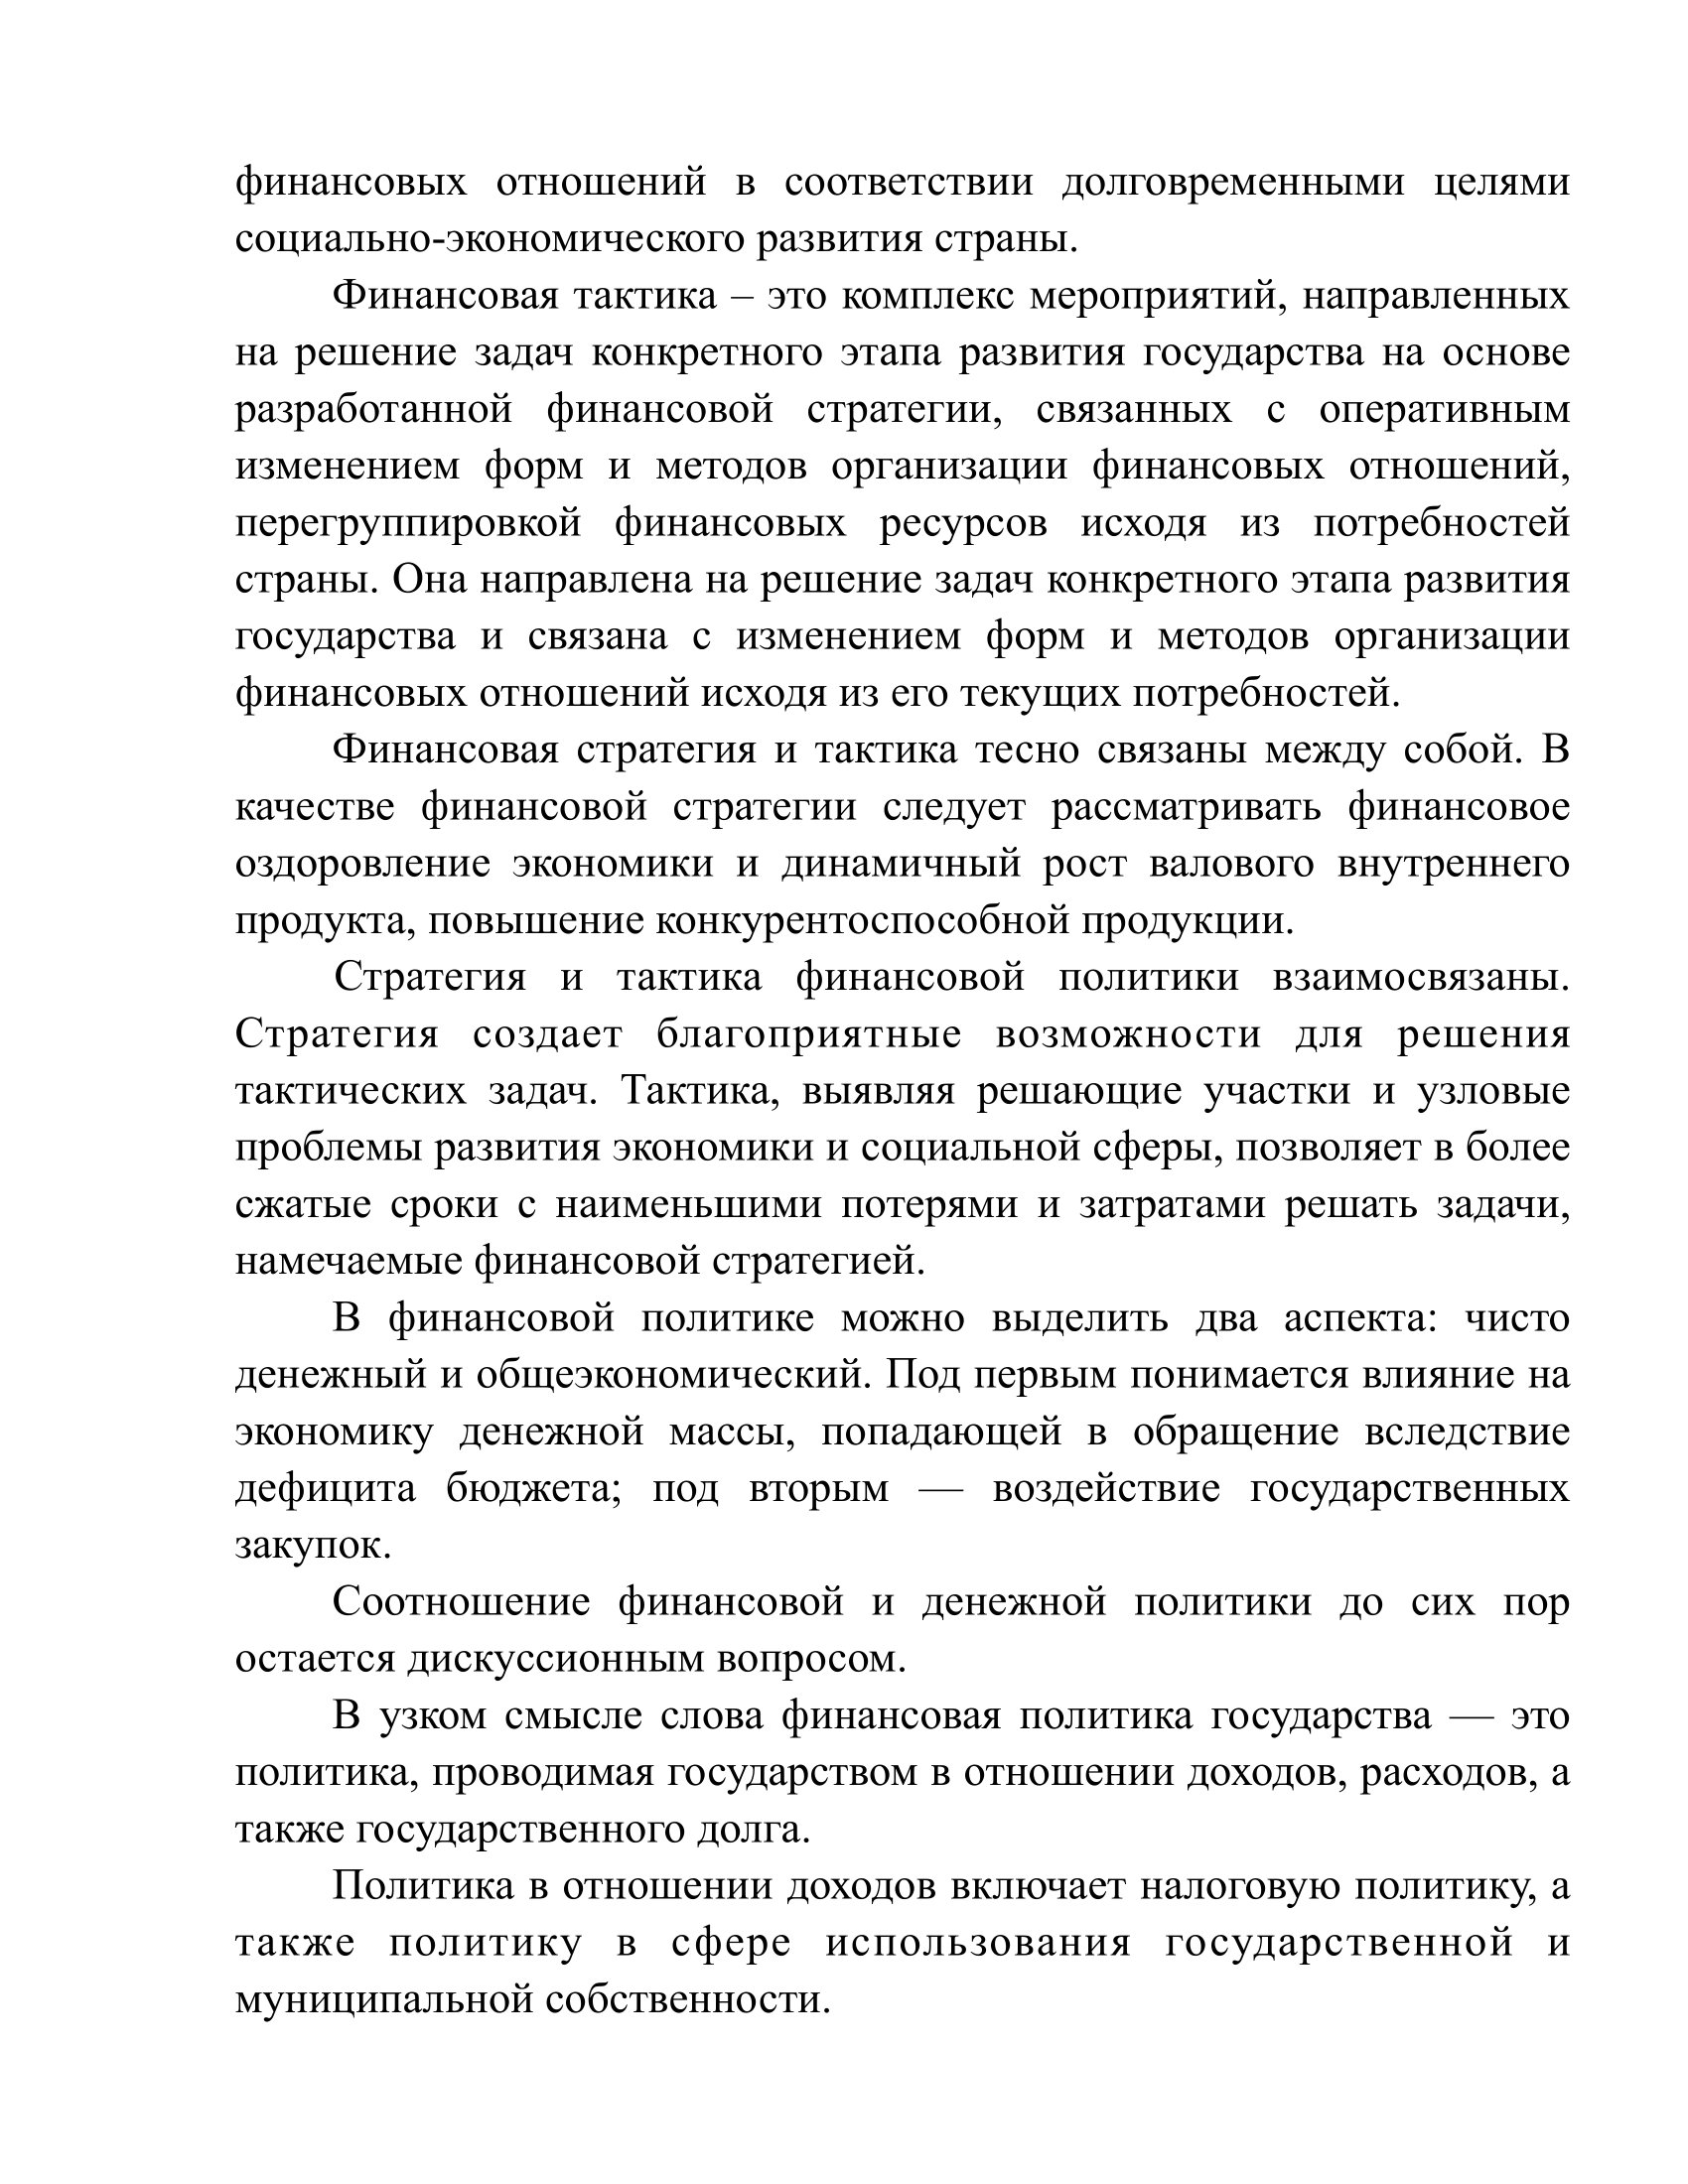 финансовых отношений в соответствии долговременными целями
социально-экономического развития страны.
Финансовая тактика – это комплекс мероприятий, направленных
на решение задач конкретного этапа развития государства на основе
разработанной финансовой стратегии, связанных с оперативным
изменением форм и методов организации финансовых отношений,
перегруппировкой финансовых ресурсов исходя из потребностей
страны. Она направлена на решение задач конкретного этапа развития
государства и связана с изменением форм и методов организации
финансовых отношений исходя из его текущих потребностей.
Финансовая стратегия и тактика тесно связаны между собой. В
качестве финансовой стратегии следует рассматривать финансовое
оздоровление экономики и динамичный рост валового внутреннего
продукта, повышение конкурентоспособной продукции.
Стратегия и тактика финансовой политики взаимосвязаны.
Стратегия создает благоприятные возможности для решения
тактических задач. Тактика, выявляя решающие участки и узловые
проблемы развития экономики и социальной сферы, позволяет в более
сжатые сроки с наименьшими потерями и затратами решать задачи,
намечаемые финансовой стратегией.
В финансовой политике можно выделить два аспекта: чисто
денежный и общеэкономический. Под первым понимается влияние на
экономику денежной массы, попадающей в обращение вследствие
дефицита бюджета; под вторым — воздействие государственных
закупок.
Соотношение финансовой и денежной политики до сих пор
остается дискуссионным вопросом.
В узком смысле слова финансовая политика государства — это
политика, проводимая государством в отношении доходов, расходов, а
также государственного долга.
Политика в отношении доходов включает налоговую политику, а
также политику в сфере использования государственной и
муниципальной собственности.